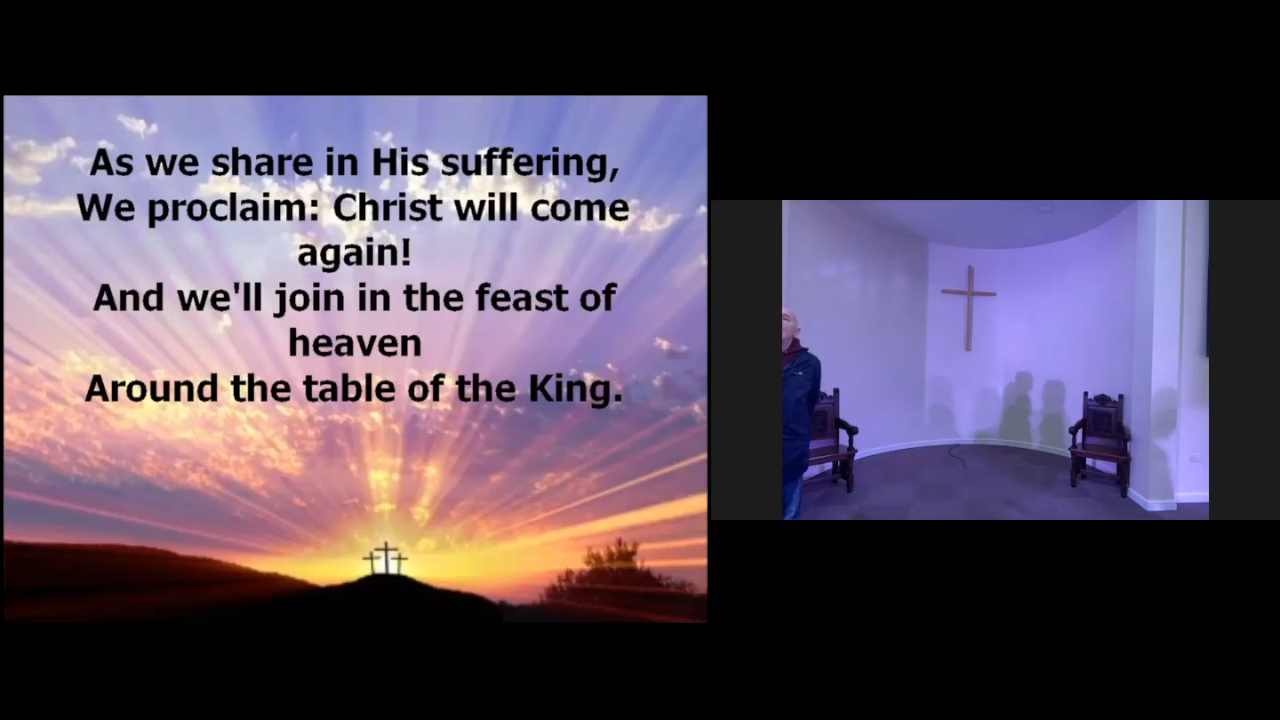 As we share in His suffering,
We proclaim: Christ will come
again!
And we'll join in the feast of
heaven
Around the table of the King.